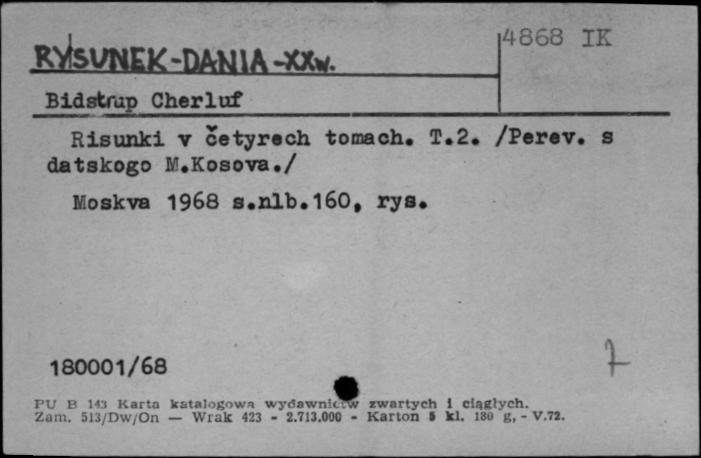 4868 IK
RYSUNEK-DANIA-XXw.
Bidstrup Cherluf
Risunki v četyrech tomach. T.2. /Perev. s
datskogo M.Kosova./
Moskva 1968 s.nlb.160, rys.
180001/68
7
PU B 143 Karta katalogowa wydawnictw zwartych i ciągłych.
Zam. 513/Dw/On — Wrak 423 - 2.713.000 - Karton 5 kl. 180 g, - V.72.